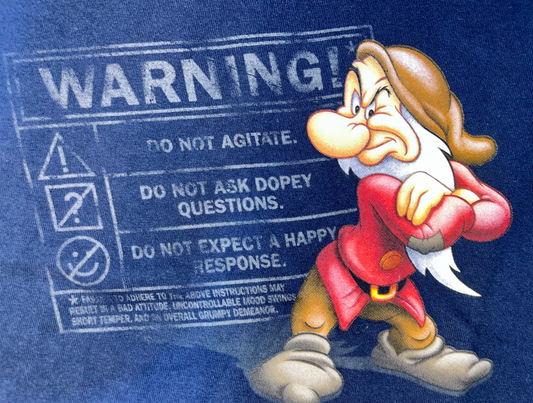 WARNING!*
DO NOT AGITATE.
DO NOT ASK DOPEY
QUESTIONS.
DO NOT EXPECT A HAPPY
RESPONSE.
* FAILURE TO ADHERE TO THE ABOVE INSTRUCTIONS MAY
RESULT IN A BAD ATTITUDE, UNCONTROLLABLE MOOD SWINGS,
SHORT TEMPER, AND AN OVERALL GRUMPY DEMEANOR.